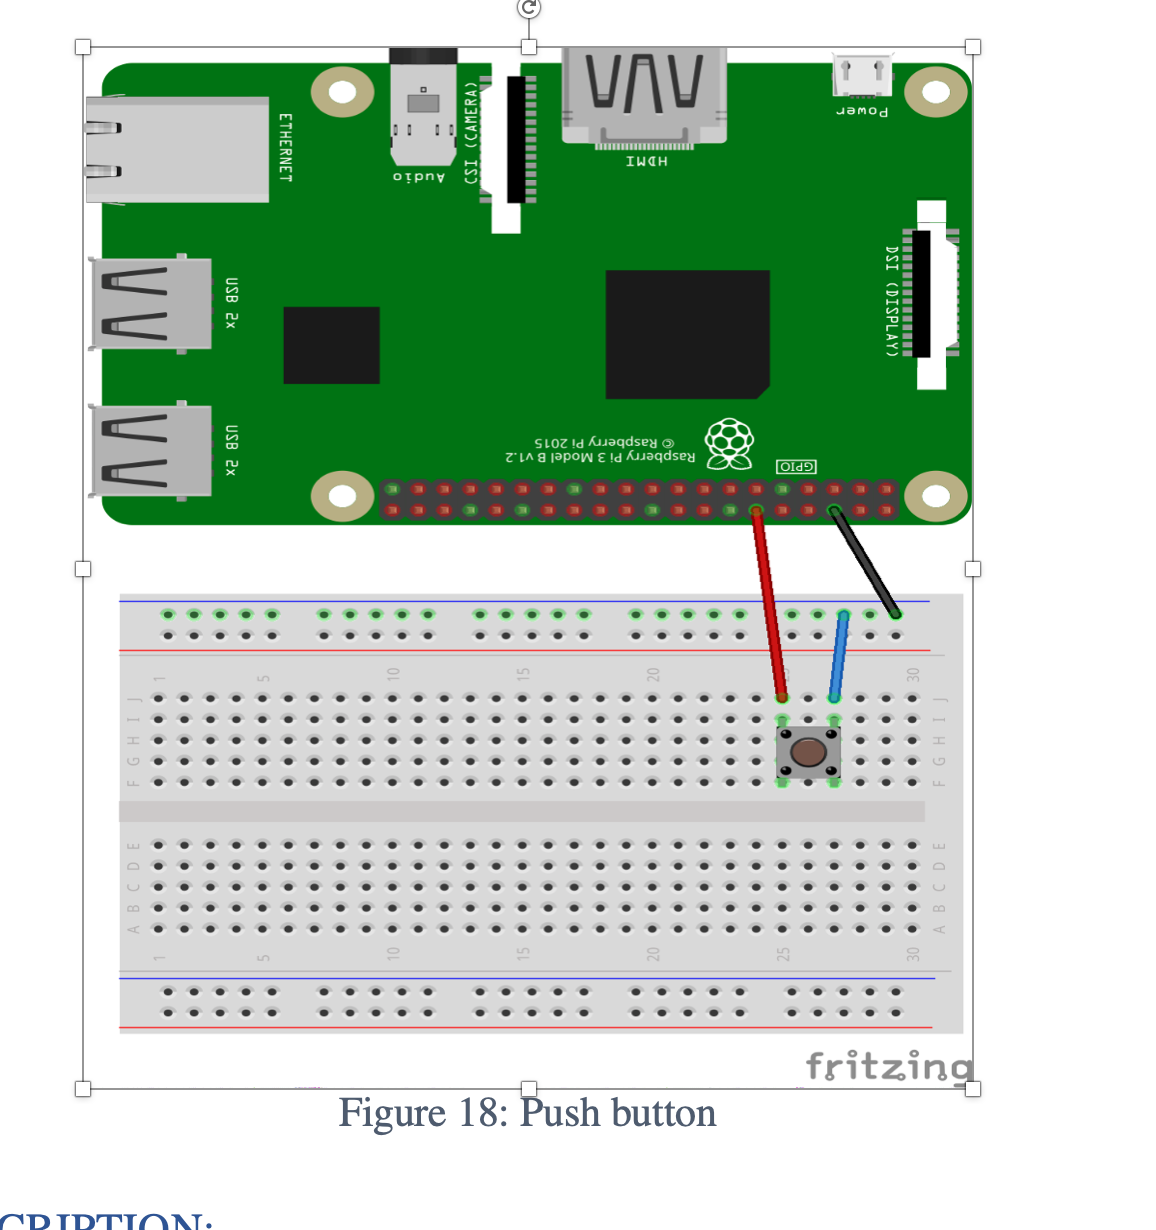 ETHERNET
Audio
CSI (CAMERA)
HDMI
Power
DSI (DISPLAY)
USB 2x
USB 2x
© Raspberry Pi 2015
Raspberry Pi 3 Model B v1.2
GPIO
1 5 10 15 20 30
J J
I I
H H
G G
F F
E E
D D
C C
B B
A A
1 5 10 15 20 25 30
fritzing
Figure 18: Push button
CRIPTION: